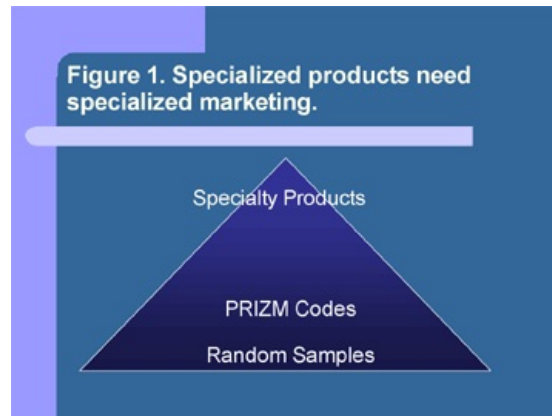 Figure 1. Specialized products need
specialized marketing.
Specialty Products
PRIZM Codes
Random Samples